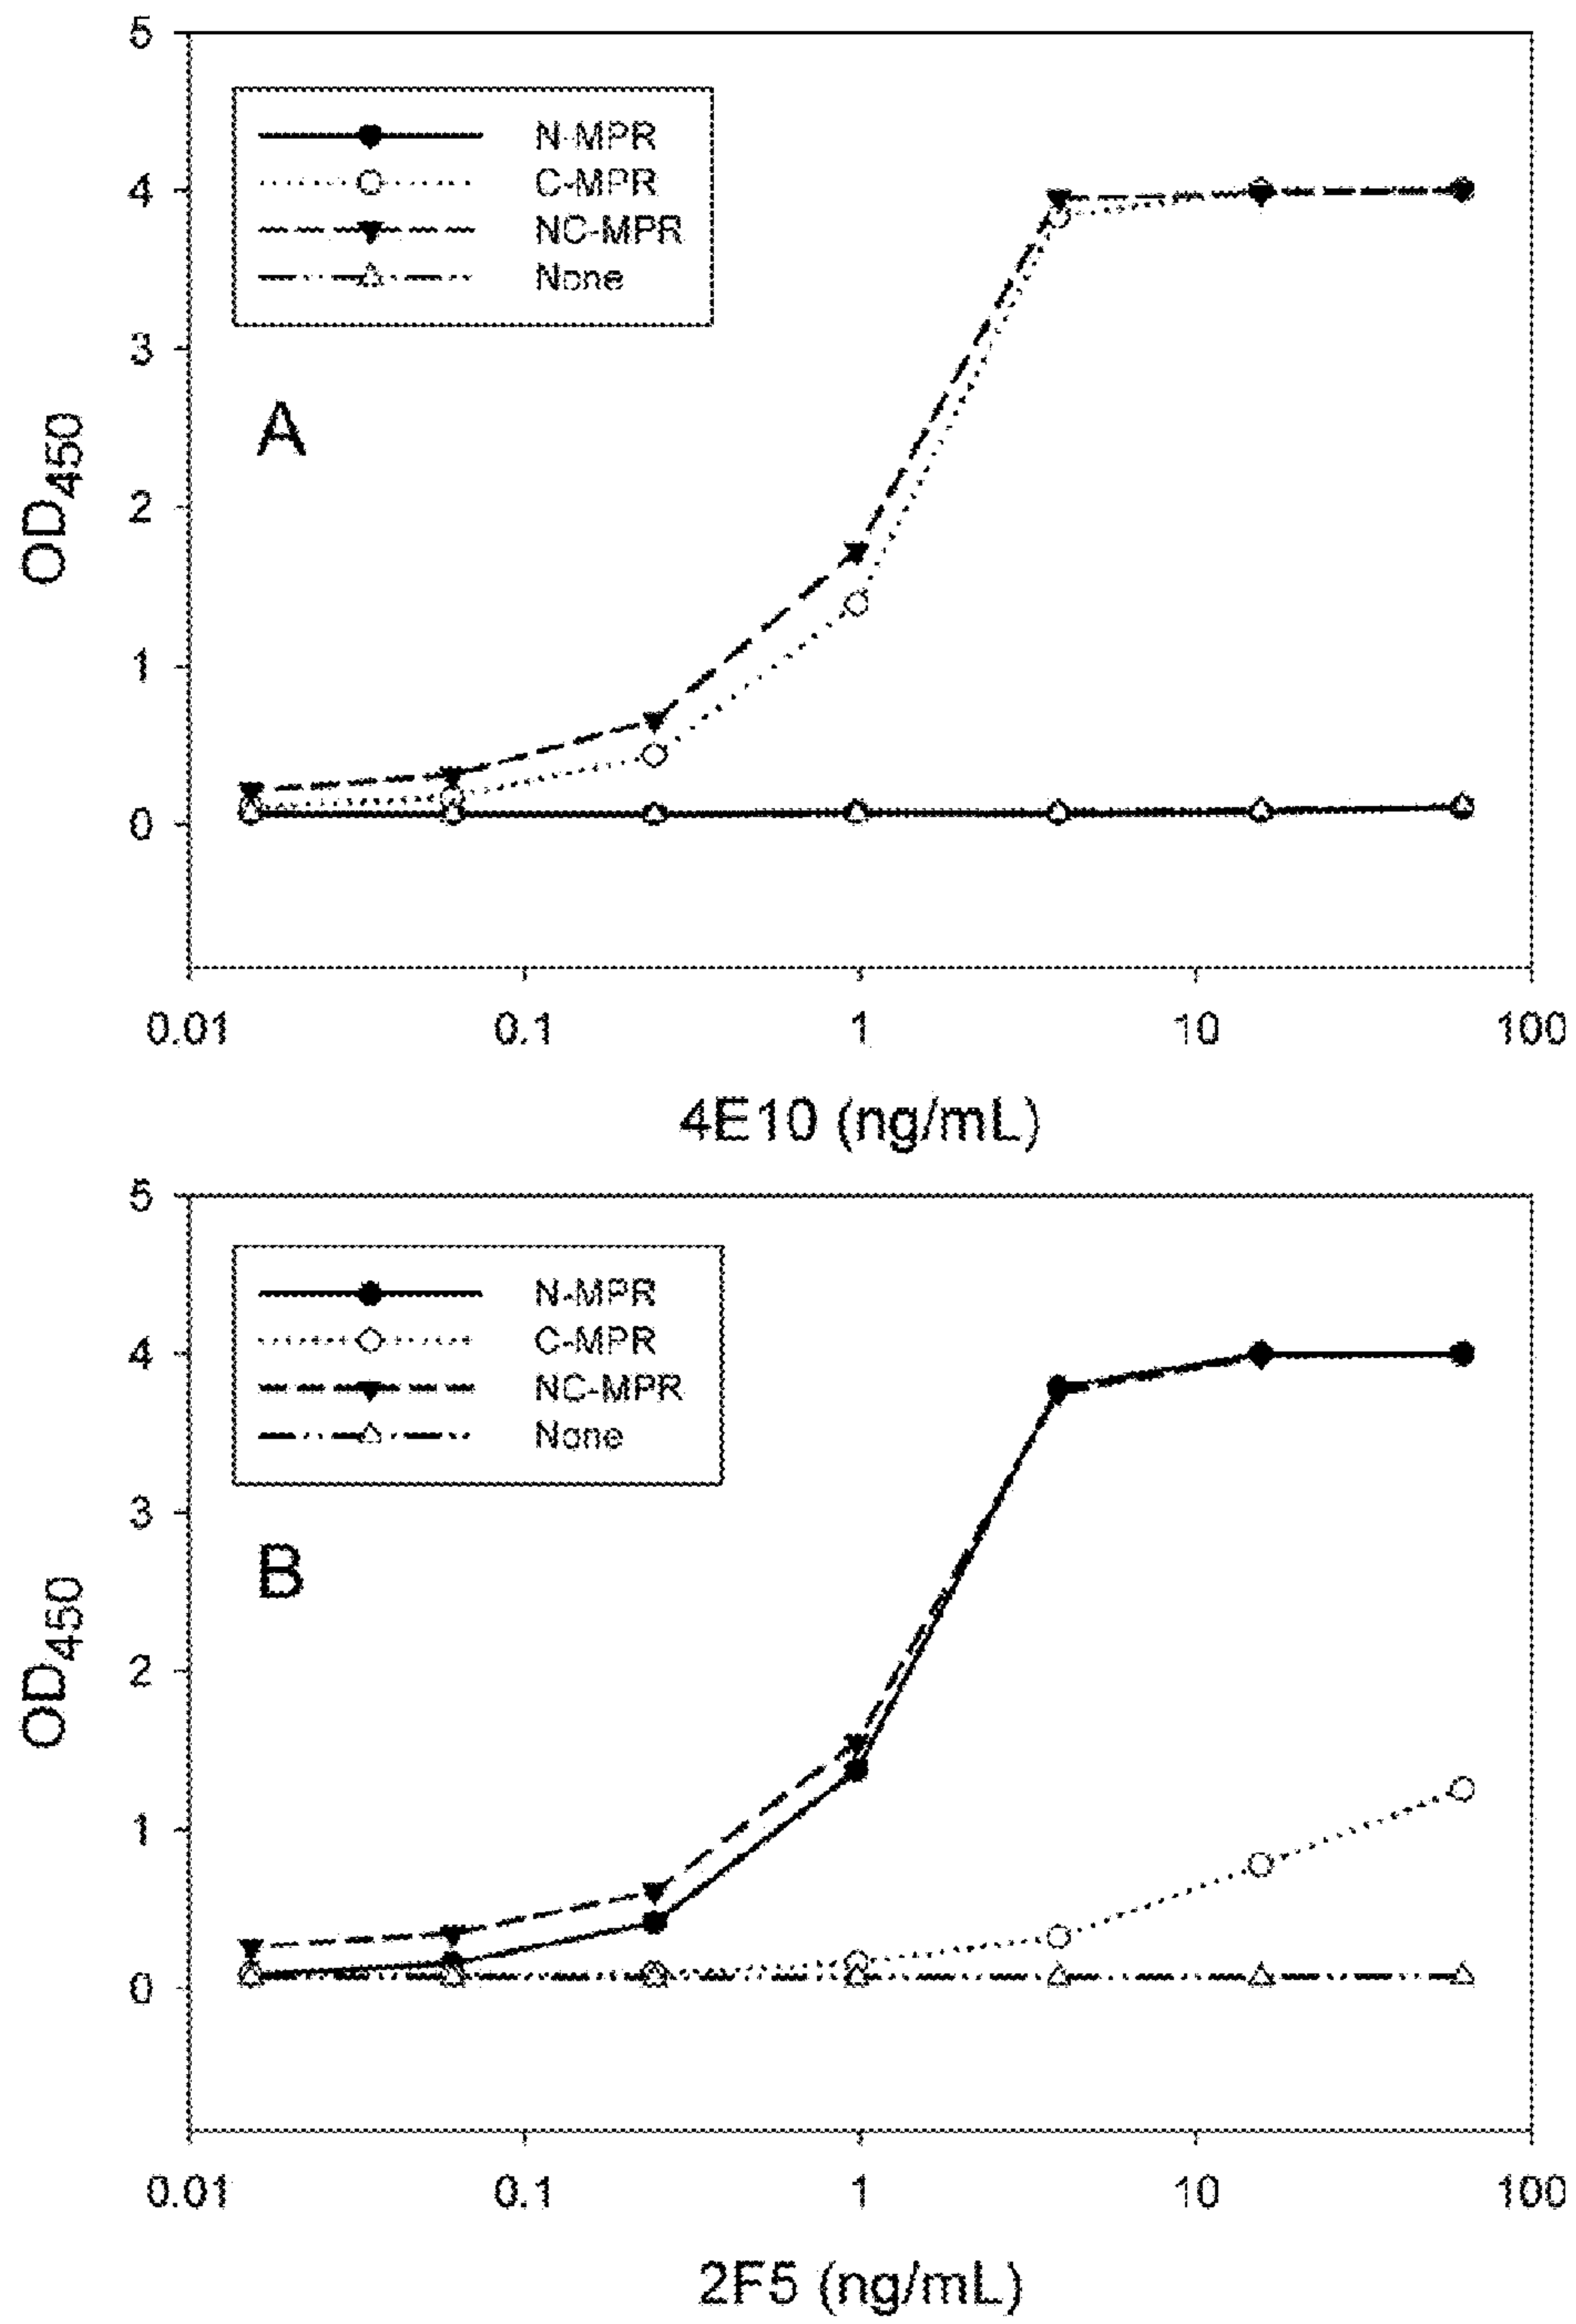 5
N-MPR
C-MPR
4
NC-MPR
None
3
A
OD450
2
1
0
0.01 0.1 1 10 100
4E10 (ng/mL)
5
N-MPR
C-MPR
4
NC-MPR
None
3
B
OD450
2
1
0
0.01 0.1 1 10 100
2F5 (ng/mL)